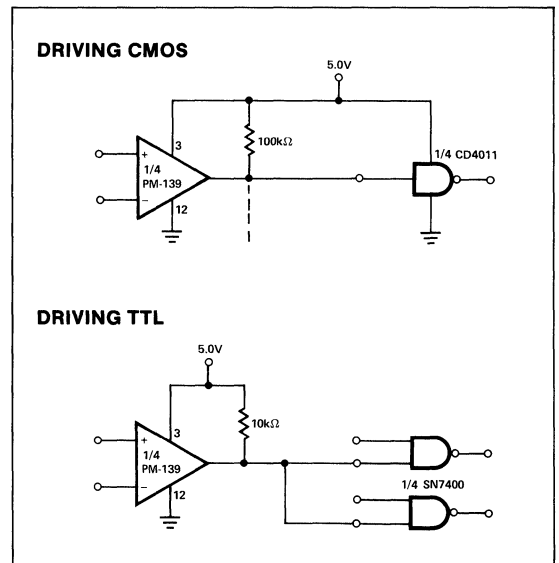 DRIVING CMOS
5.0V
3
100kΩ
1/4 CD4011
+
1/4
PM-139
−
12
DRIVING TTL
5.0V
3
10kΩ
+
1/4
PM-139
−
12
1/4 SN7400